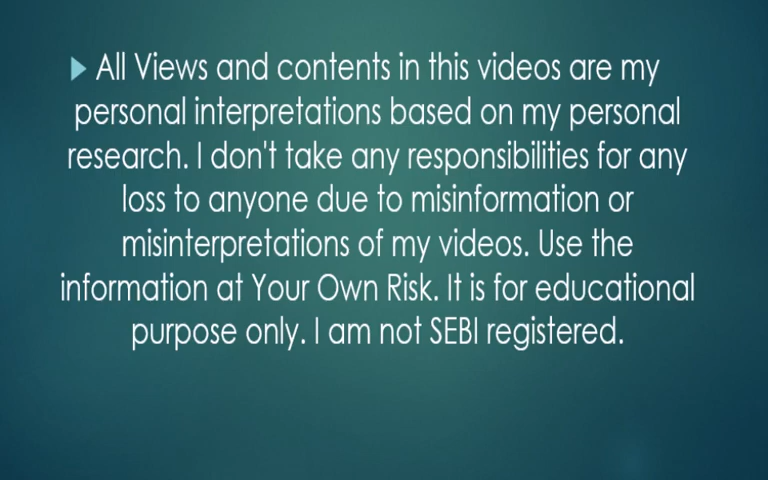 All Views and contents in this videos are my
personal interpretations based on my personal
research. I don't take any responsibilities for any
loss to anyone due to misinformation or
misinterpretations of my videos. Use the
information at Your Own Risk. It is for educational
purpose only. I am not SEBI registered.